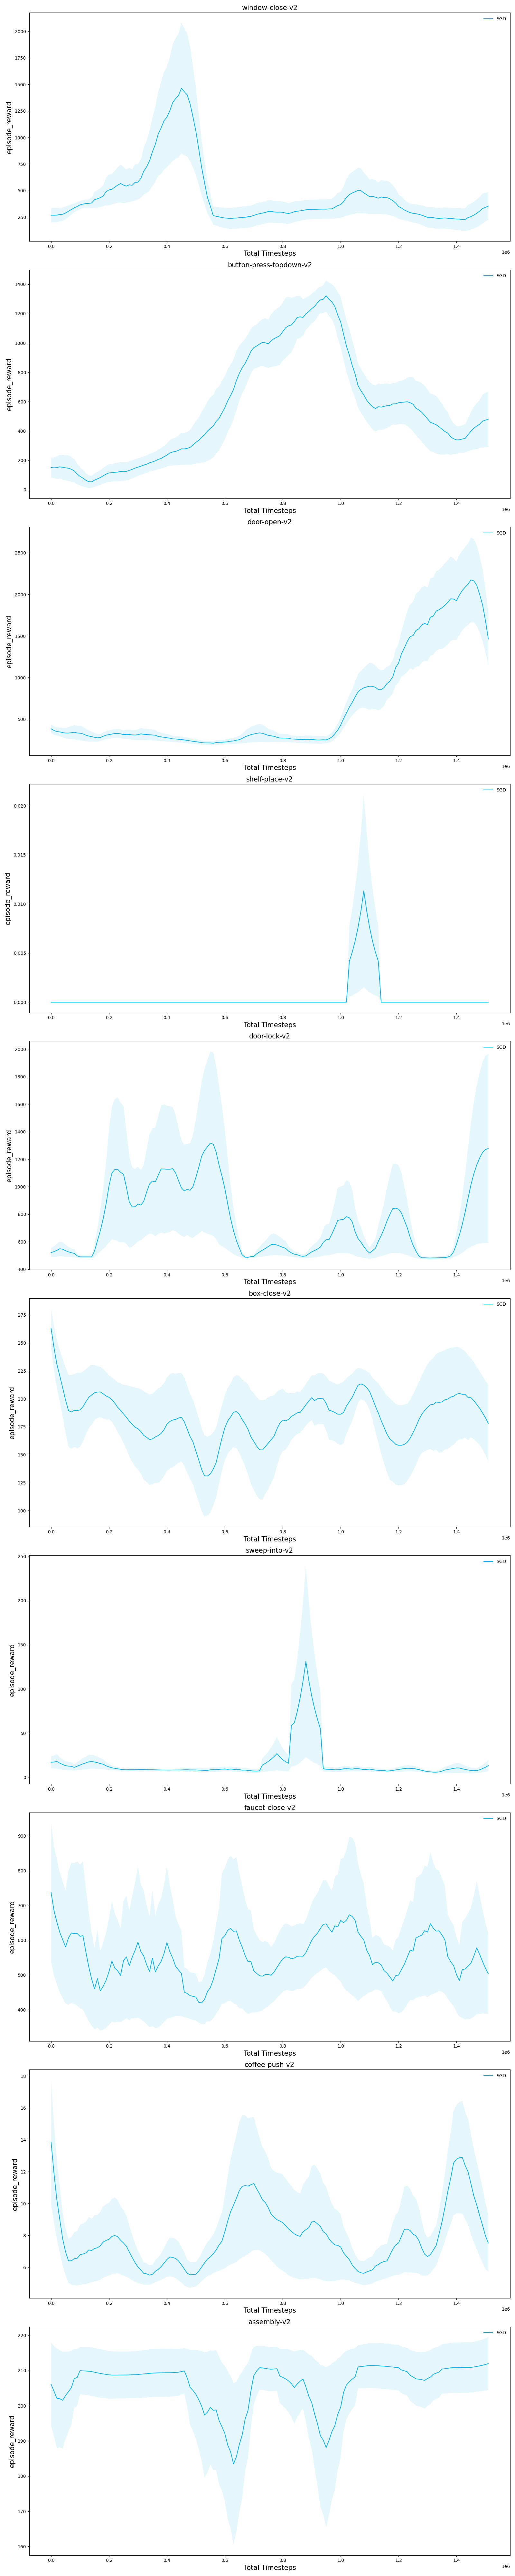 window-close-v2
SGD
2000
1750
1500
1250
1000
750
500
250
episode_reward
0.0 0.2 0.4 0.6 0.8 1.0 1.2 1.4
1e6
Total Timesteps
button-press-topdown-v2
SGD
1400
1200
1000
800
600
400
200
0
episode_reward
0.0 0.2 0.4 0.6 0.8 1.0 1.2 1.4
1e6
Total Timesteps
door-open-v2
SGD
2500
2000
1500
1000
500
episode_reward
0.0 0.2 0.4 0.6 0.8 1.0 1.2 1.4
1e6
Total Timesteps
shelf-place-v2
SGD
0.020
0.015
0.010
0.005
0.000
episode_reward
0.0 0.2 0.4 0.6 0.8 1.0 1.2 1.4
1e6
Total Timesteps
door-lock-v2
SGD
2000
1800
1600
1400
1200
1000
800
600
400
episode_reward
0.0 0.2 0.4 0.6 0.8 1.0 1.2 1.4
1e6
Total Timesteps
box-close-v2
SGD
275
250
225
200
175
150
125
100
episode_reward
0.0 0.2 0.4 0.6 0.8 1.0 1.2 1.4
1e6
Total Timesteps
sweep-into-v2
SGD
250
200
150
100
50
0
episode_reward
0.0 0.2 0.4 0.6 0.8 1.0 1.2 1.4
1e6
Total Timesteps
faucet-close-v2
SGD
900
800
700
600
500
400
episode_reward
0.0 0.2 0.4 0.6 0.8 1.0 1.2 1.4
1e6
Total Timesteps
coffee-push-v2
SGD
18
16
14
12
10
8
6
episode_reward
0.0 0.2 0.4 0.6 0.8 1.0 1.2 1.4
1e6
Total Timesteps
assembly-v2
SGD
220
210
200
190
180
170
160
episode_reward
0.0 0.2 0.4 0.6 0.8 1.0 1.2 1.4
1e6
Total Timesteps